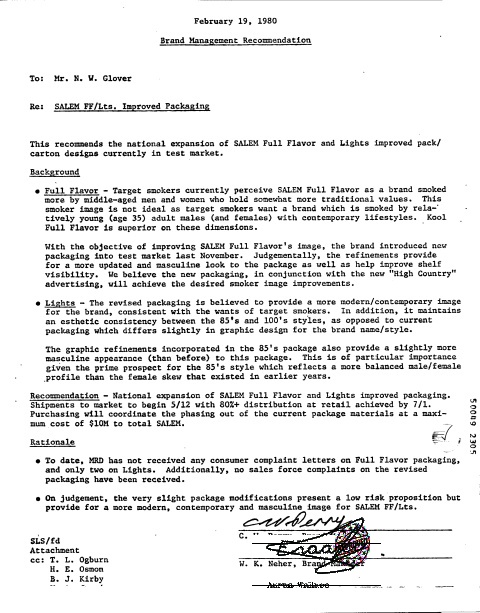 February 19, 1980
Brand Management Recommendation
To: Mr. N. W. Glover
Re: SALEM FF/Lts. Improved Packaging
This recommends the national expansion of SALEM Full Flavor and Lights improved pack/
carton designs currently in test market.
Background
• Full Flavor - Target smokers currently perceive SALEM Full Flavor as a brand smoked
more by middle-aged men and women who hold somewhat more traditional values. This
smoker image is not ideal as target smokers want a brand which is smoked by rela-
tively young (age 35) adult males (and females) with contemporary lifestyles. Kool
Full Flavor is superior on these dimensions.
With the objective of improving SALEM Full Flavor's image, the brand introduced new
packaging into test market last November. Judgementally, the refinements provide
for a more updated and masculine look to the package as well as help improve shelf
visibility. We believe the new packaging, in conjunction with the new "High Country"
advertising, will achieve the desired smoker image improvements.
• Lights - The revised packaging is believed to provide a more modern/contemporary image
for the brand, consistent with the wants of target smokers. In addition, it maintains
an esthetic consistency between the 85's and 100's styles, as opposed to current
packaging which differs slightly in graphic design for the brand name/style.
The graphic refinements incorporated in the 85's package also provide a slightly more
masculine appearance (than before) to this package. This is of particular importance
given the prime prospect for the 85's style which reflects a more balanced male/female
profile than the female skew that existed in earlier years.
Recommendation - National expansion of SALEM Full Flavor and Lights improved packaging.
Shipments to market to begin 5/12 with 80%+ distribution at retail achieved by 7/1.
Purchasing will coordinate the phasing out of the current package materials at a maxi-
mum cost of $10M to total SALEM.
Rationale
• To date, MRD has not received any consumer complaint letters on Full Flavor packaging,
and only two on Lights. Additionally, no sales force complaints on the revised
packaging have been received.
• On judgement, the very slight package modifications present a low risk proposition but
provide for a more modern, contemporary and masculine image for SALEM FF/Lts.
C.
SLS/fd
Attachment
cc: T. L. Ogburn
H. E. Osmon
B. J. Kirby
W. K. Neher, Brand
50049 2305